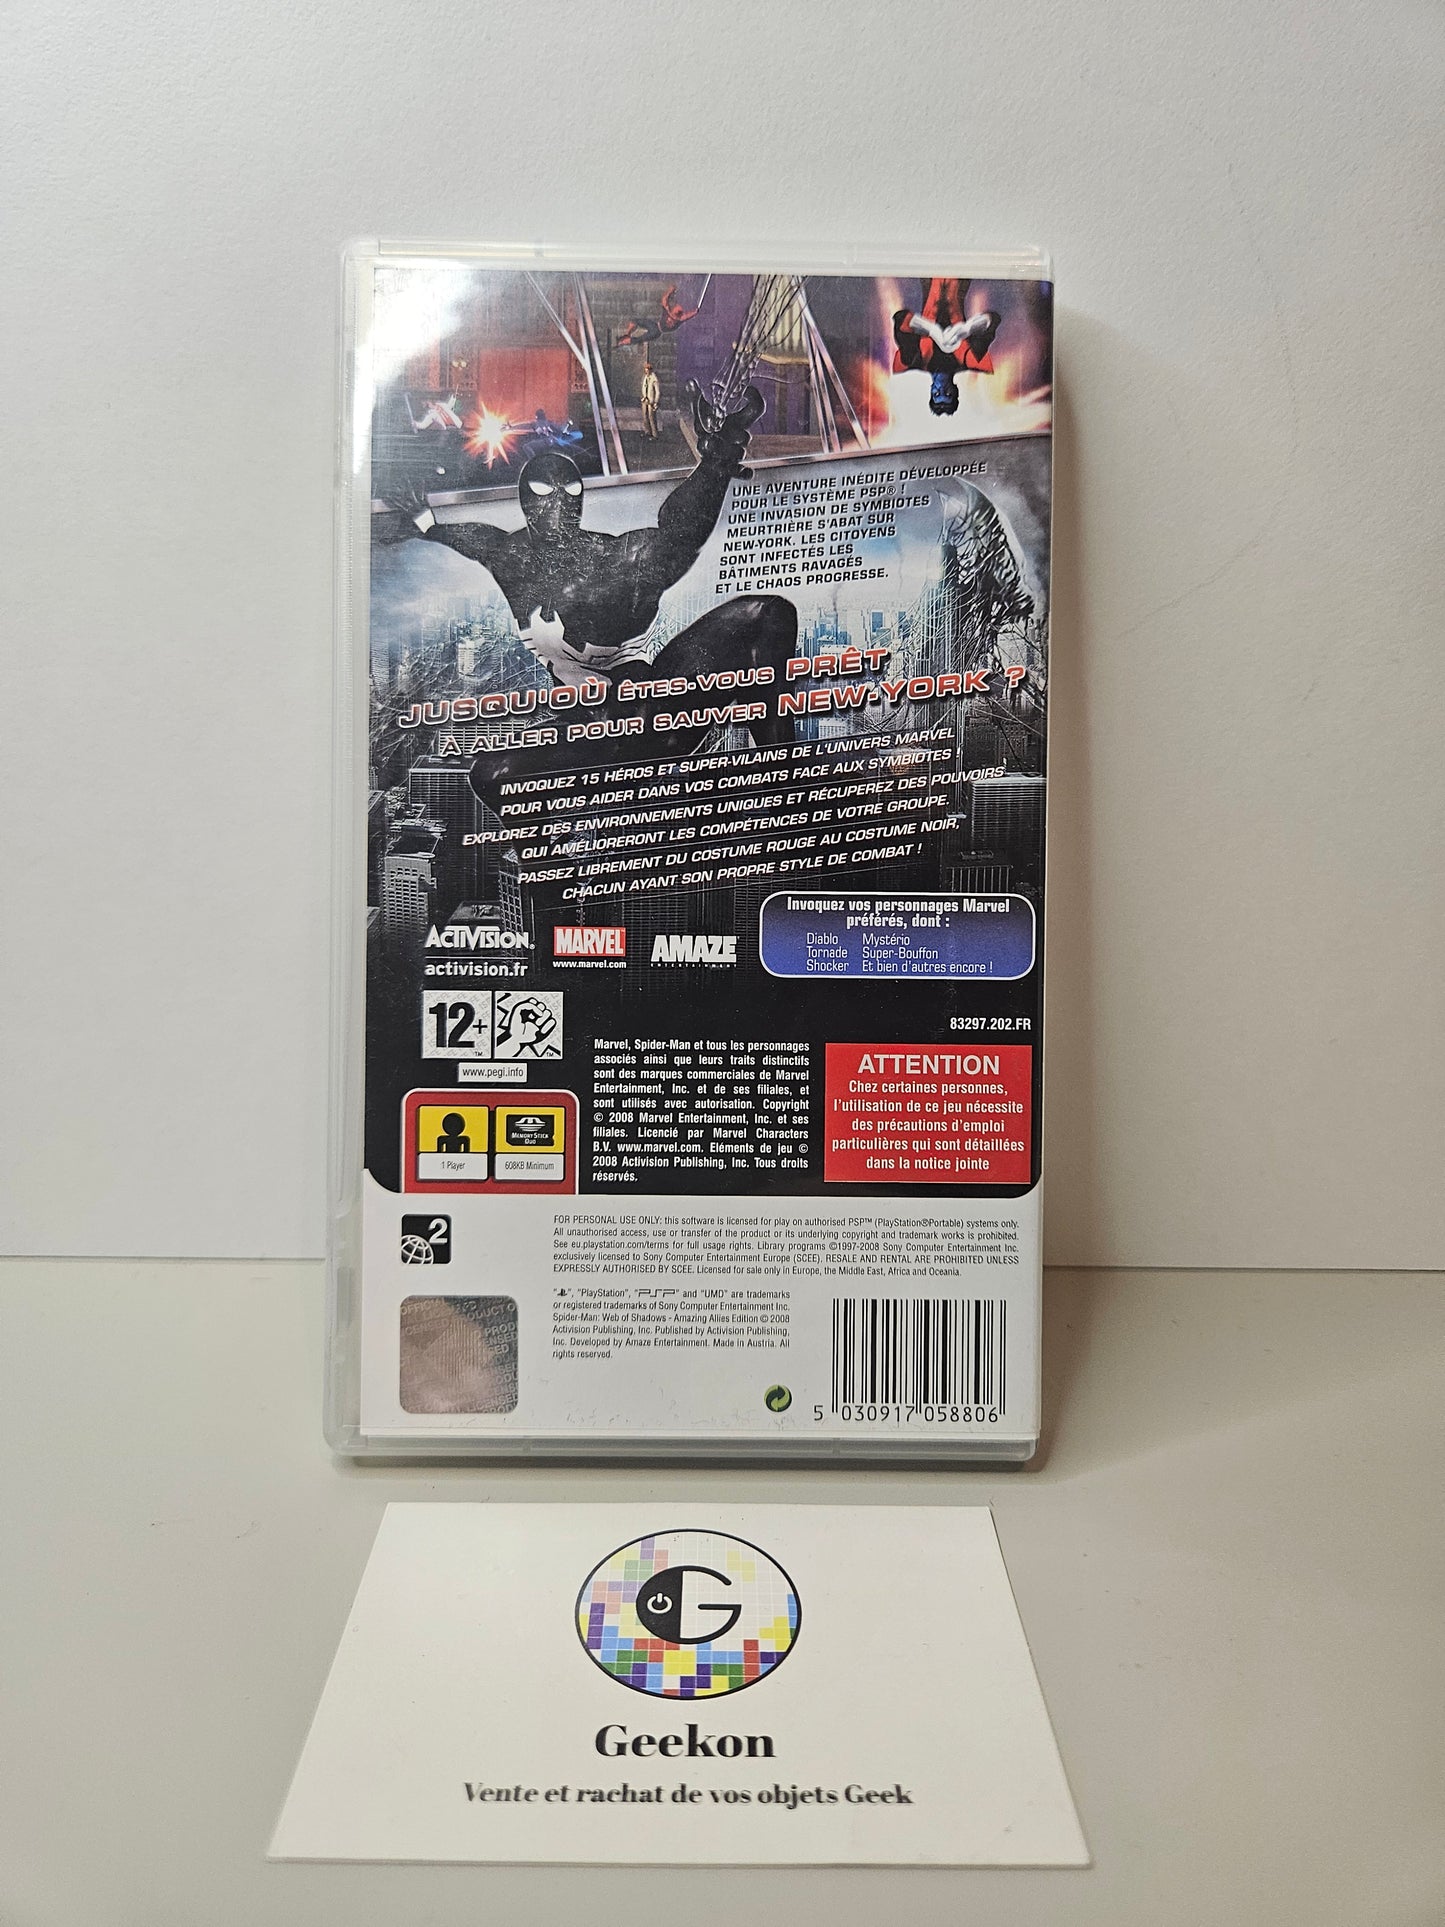 UNE AVENTURE INÉDITE DÉVELOPPÉE
POUR LE SYSTÈME PSP® !
UNE INVASION DE SYMBIOTES
MEURTRIÈRE S'ABAT SUR
NEW-YORK. LES CITOYENS
SONT INFECTÉS LES
BÂTIMENTS RAVAGÉS
ET LE CHAOS PROGRESSE.
JUSQU'OÙ ÊTES-VOUS PRÊT
À ALLER POUR SAUVER NEW-YORK ?
INVOQUEZ 15 HÉROS ET SUPER-VILAINS DE L'UNIVERS MARVEL
POUR VOUS AIDER DANS VOS COMBATS FACE AUX SYMBIOTES !
EXPLOREZ DES ENVIRONNEMENTS UNIQUES ET RÉCUPEREZ DES POUVOIRS
QUI AMÉLIORERONT LES COMPÉTENCES DE VOTRE GROUPE.
PASSEZ LIBREMENT DU COSTUME ROUGE AU COSTUME NOIR,
CHACUN AYANT SON PROPRE STYLE DE COMBAT !
Invoquez vos personnages Marvel
préférés, dont :
Diablo Mystério
Tornade Super-Bouffon
Shocker Et bien d'autres encore !
ACTIVISION®
activision.fr
MARVEL
www.marvel.com
AMAZE
ENTERTAINMENT
83297.202.FR
12+
www.pegi.info
Marvel, Spider-Man et tous les personnages
associés ainsi que leurs traits distinctifs
sont des marques commerciales de Marvel
Entertainment, Inc. et de ses filiales, et
sont utilisés avec autorisation. Copyright
© 2008 Marvel Entertainment, Inc. et ses
filiales. Licencié par Marvel Characters
B.V. www.marvel.com. Eléments de jeu ©
2008 Activision Publishing, Inc. Tous droits
réservés.
ATTENTION
Chez certaines personnes,
l'utilisation de ce jeu nécessite
des précautions d'emploi
particulières qui sont détaillées
dans la notice jointe
MEMORY STICK
DUO
1 Player
608KB Minimum
2
FOR PERSONAL USE ONLY: this software is licensed for play on authorised PSP™ (PlayStation®Portable) systems only.
All unauthorised access, use or transfer of the product or its underlying copyright and trademark works is prohibited.
See eu.playstation.com/terms for full usage rights. Library programs ©1997-2008 Sony Computer Entertainment Inc.
exclusively licensed to Sony Computer Entertainment Europe (SCEE). RESALE AND RENTAL ARE PROHIBITED UNLESS
EXPRESSLY AUTHORISED BY SCEE. Licensed for sale only in Europe, the Middle East, Africa and Oceania.
"", "PlayStation", "PSP" and "UMD" are trademarks
or registered trademarks of Sony Computer Entertainment Inc.
Spider-Man: Web of Shadows - Amazing Allies Edition © 2008
Activision Publishing, Inc. Published by Activision Publishing,
Inc. Developed by Amaze Entertainment. Made in Austria. All
rights reserved.
5 030917 058806
G
Geekon
Vente et rachat de vos objets Geek